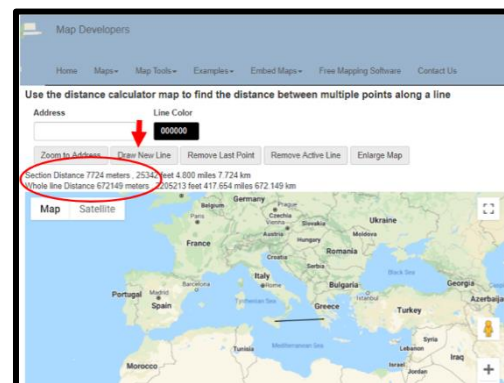 Map Developers
Home Maps Map Tools Examples Embed Maps Free Mapping Software Contact Us
Use the distance calculator map to find the distance between multiple points along a line
Address Line Color
000000
Zoom to Address Draw New Line Remove Last Point Remove Active Line Enlarge Map
Section Distance 7724 meters , 25342 feet 4.800 miles 7.724 km
Whole line Distance 672149 meters , 2205213 feet 417.654 miles 672.149 km
Map Satellite
Belgium Germany Prague
Paris Czechia Ukraine
Vienna Slovakia
Austria Hungary Moldova
France
Croatia Romania
Serbia
Barcelona Italy Black Sea
Rome Bulgaria Georgia
Portugal Madrid Istanbul Azerbaija
Spain Tyrrhenian Sea Greece Turkey
Syria
Tunisia Mediterranean Sea Lebanon
Iraq
Morocco Israel
Jordan